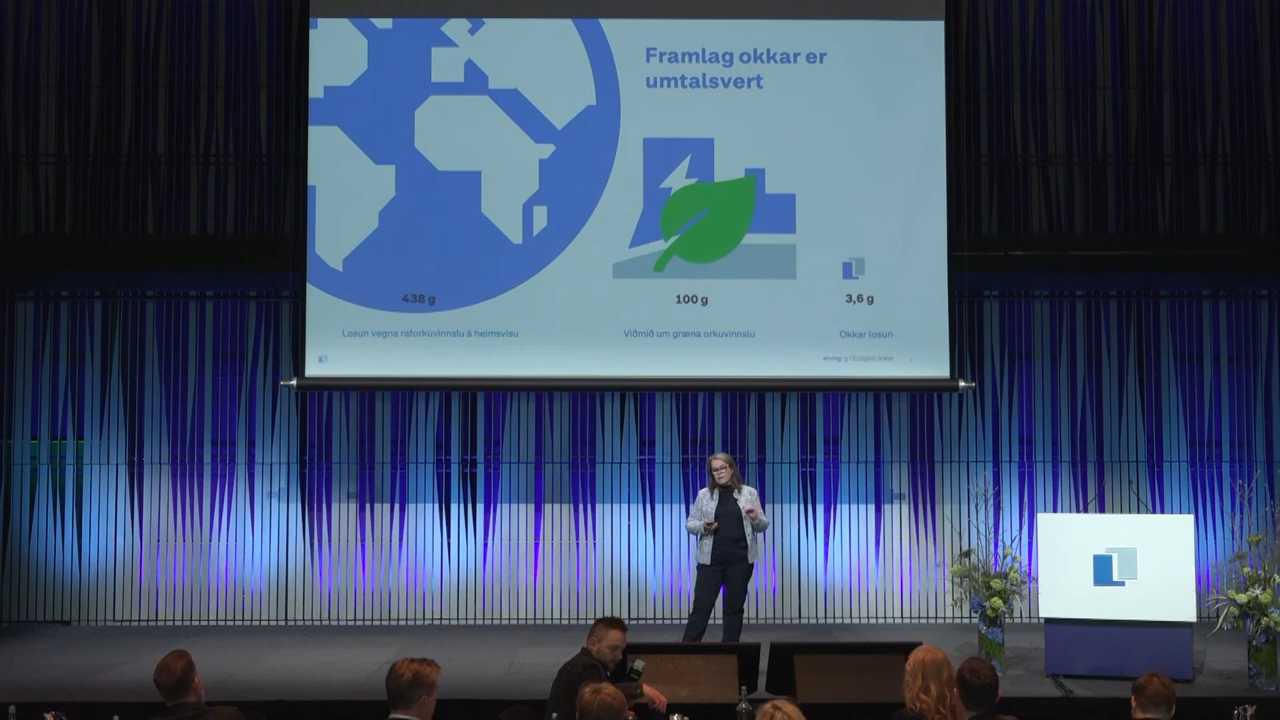 Framlag okkar er
umtalsvert
438 g
100 g
3,6 g
Losun vegna raforkuvinnslu á heimsvísu
Viðmið um græna orkuvinnslu
Okkar losun